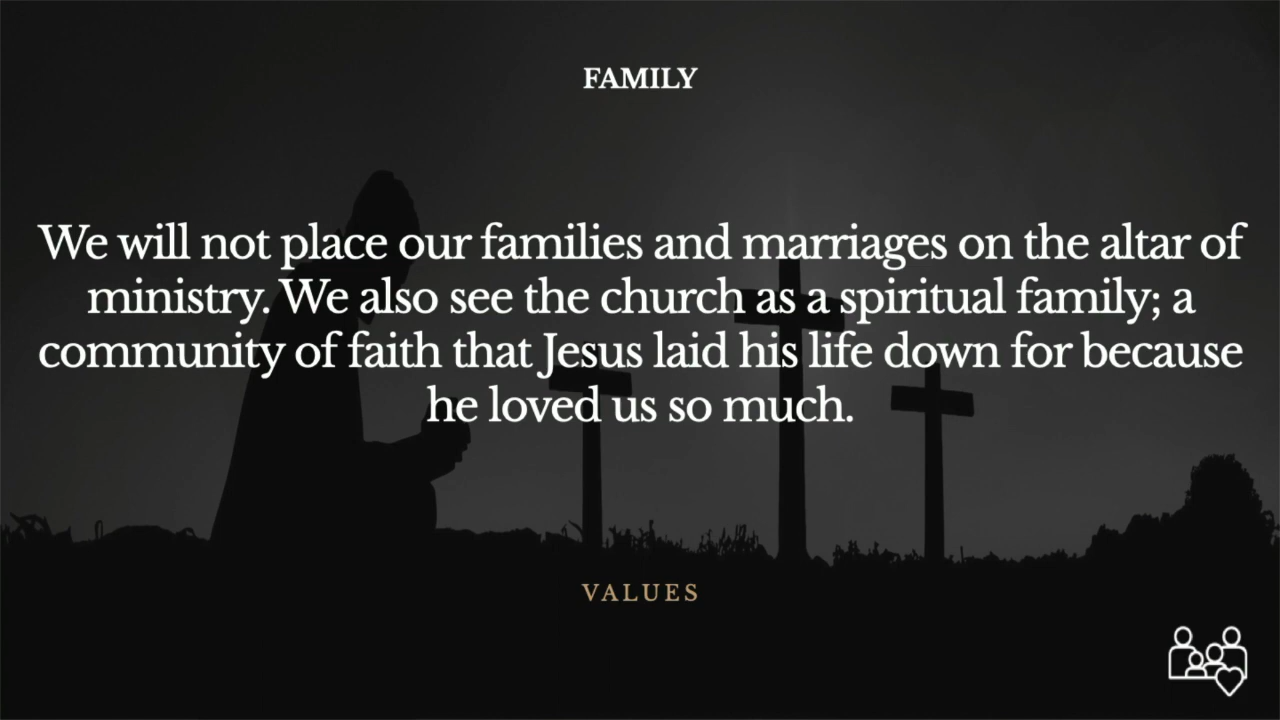 FAMILY
We will not place our families and marriages on the altar of
ministry. We also see the church as a spiritual family; a
community of faith that Jesus laid his life down for because
he loved us so much.
VALUES